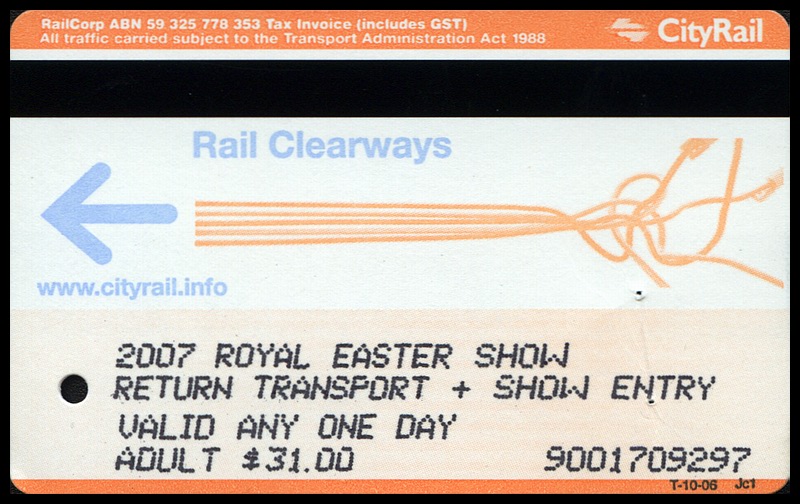 RailCorp ABN 59 325 778 353 Tax Invoice (includes GST)
All traffic carried subject to the Transport Administration Act 1988
CityRail
Rail Clearways
www.cityrail.info
2007 ROYAL EASTER SHOW
RETURN TRANSPORT + SHOW ENTRY
VALID ANY ONE DAY
ADULT $31.00 9001709297
T-10-06 Jc1